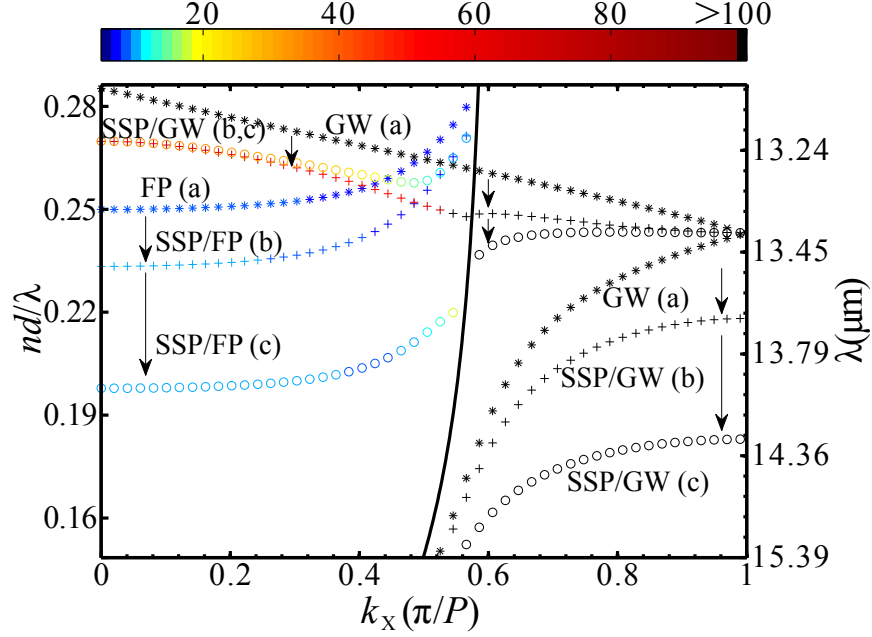 20 40 60 80 >100
0.28
0.25
0.22
0.19
0.16
nd/λ
SSP/GW (b,c)
GW (a)
FP (a)
SSP/FP (b)
SSP/FP (c)
GW (a)
SSP/GW (b)
SSP/GW (c)
13.24
13.45
13.79
14.36
15.39
λ(μm)
0 0.2 0.4 0.6 0.8 1
kx (π/P)